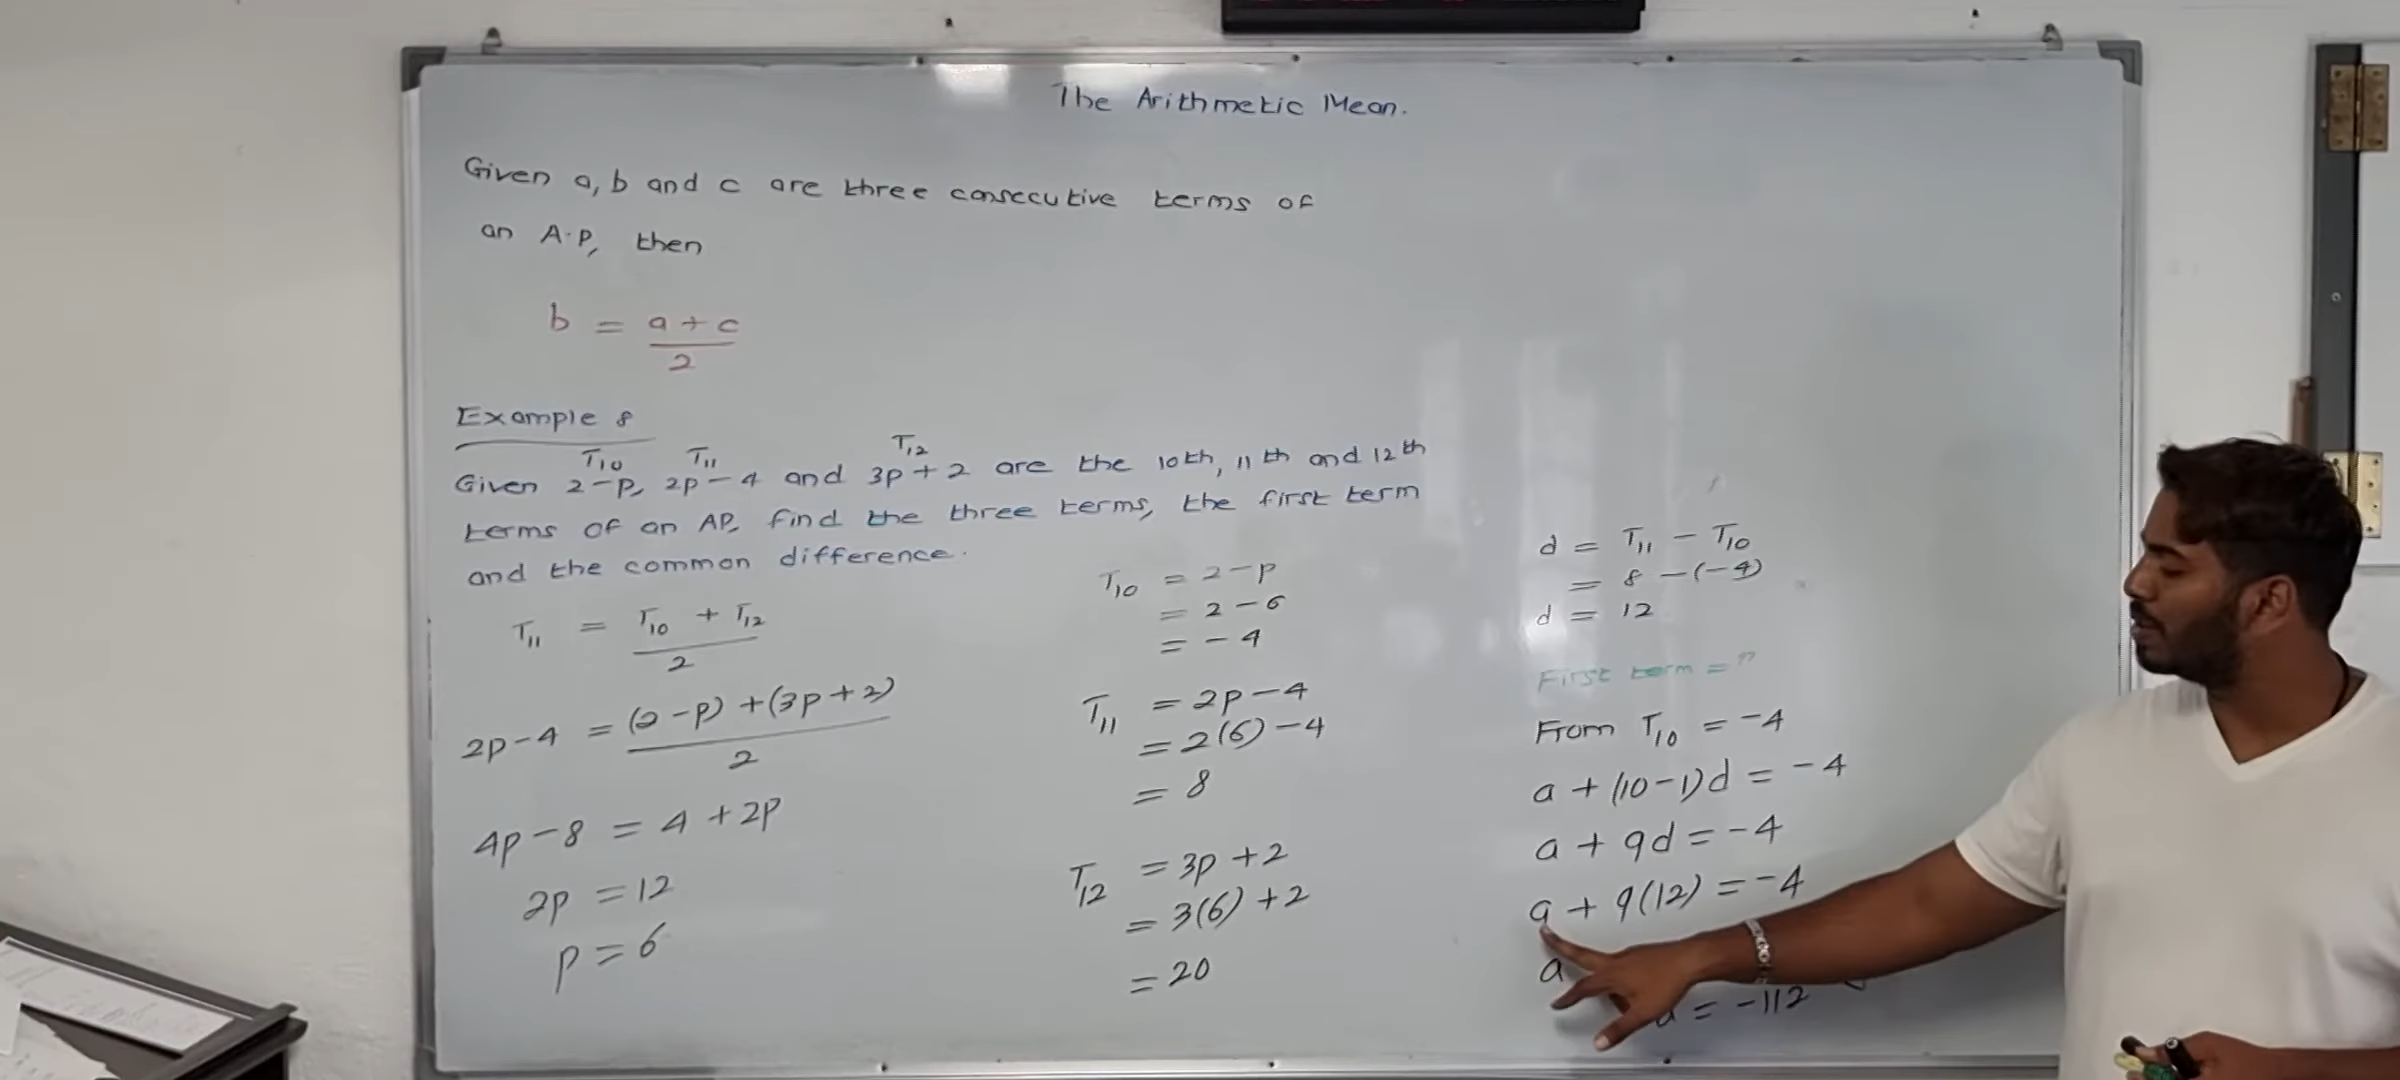 The Arithmetic Mean.
Given a, b and c are three consecutive terms of
an A.P, then
b = a + c
2
Example 8
T10 T11 T12
Given 2-p, 2p-4 and 3p+2 are the 10th, 11th and 12th
terms of an AP, find the three terms, the first term
and the common difference.
T11 = T10 + T12
2
2p-4 = (2-p)+(3p+2)
2
4p-8 = 4+2p
2p = 12
p = 6
T10 = 2-p
= 2-6
= -4
T11 = 2p-4
= 2(6)-4
= 8
T12 = 3p+2
= 3(6)+2
= 20
d = T11 - T10
= 8-(-4)
d = 12
First term = ?
From T10 = -4
a+(10-1)d = -4
a+9d = -4
a+9(12) = -4
a
a = -112